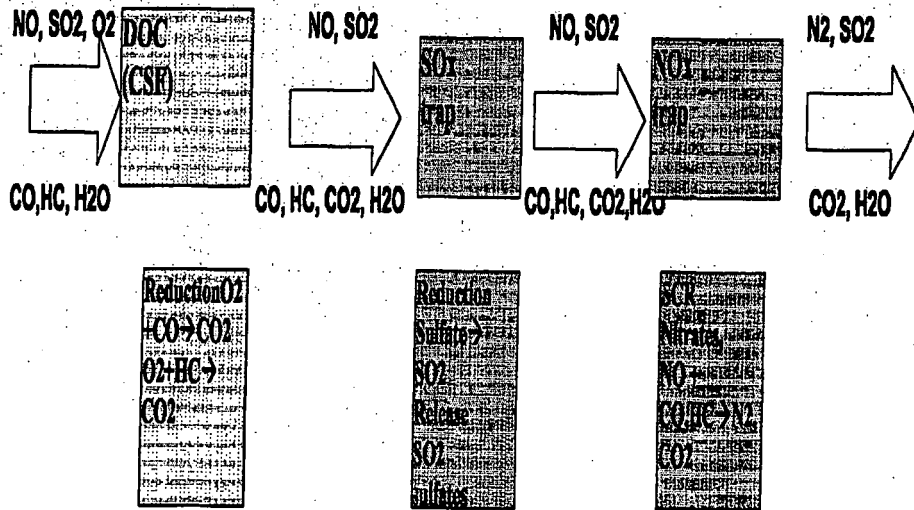 NO, SO2, O2
DOC
(CSF)
NO, SO2
SOx
trap
NO, SO2
NOx
trap
N2, SO2
CO,HC, H2O
CO, HC, CO2, H2O
CO,HC, CO2,H2O
CO2, H2O
ReductionO2
+CO→CO2
O2+HC→
CO2
Reduction
Sulfate→
SO2
Release
SO2
sulfates
SCR
Nitrates,
NO+
CO,HC→N2,
CO2